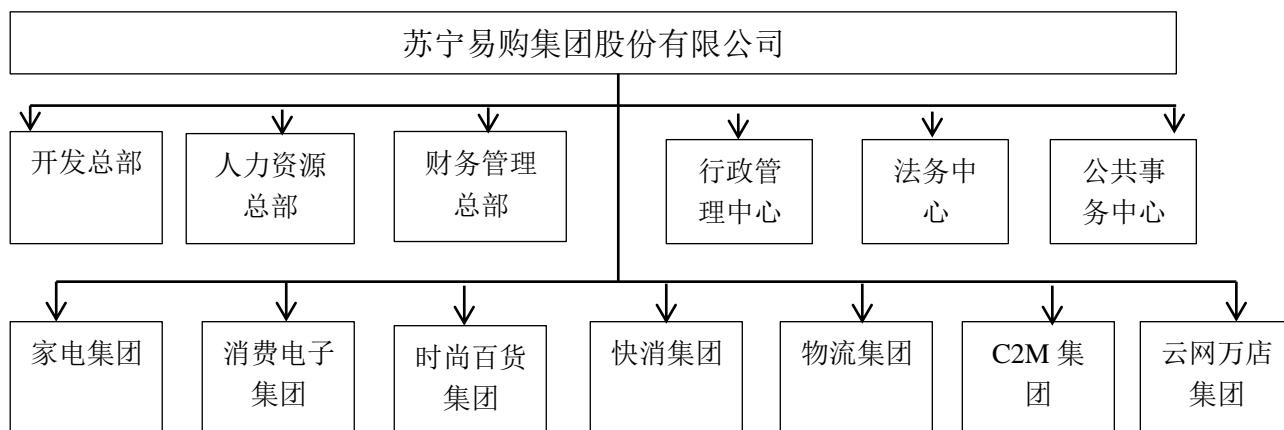 苏宁易购集团股份有限公司
开发总部
人力资源
总部
财务管理
总部
行政管
理中心
法务中
心
公共事
务中心
家电集团
消费电子
集团
时尚百货
集团
快消集团
物流集团
C2M 集
团
云网万店
集团